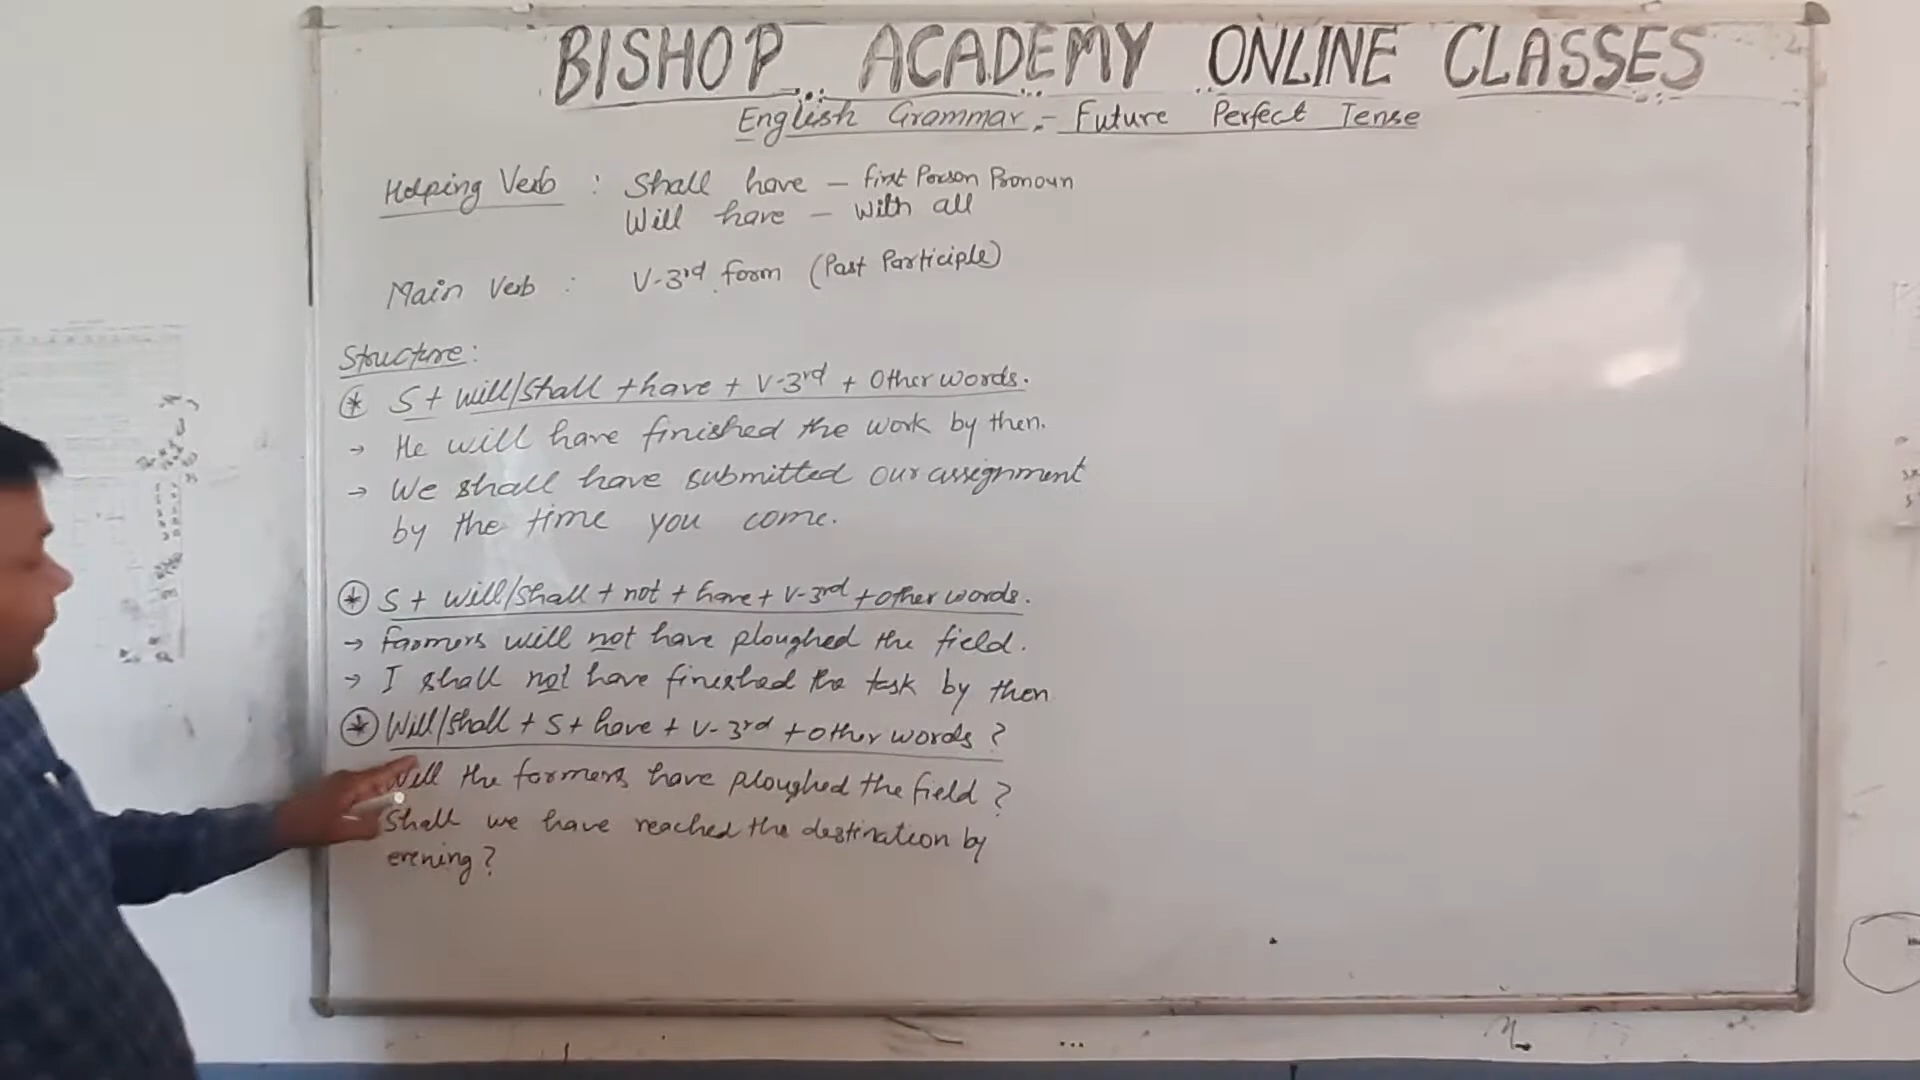 BISHOP ACADEMY ONLINE CLASSES
English Grammar :- Future Perfect Tense
Helping Verb : Shall have – first Person Pronoun
Will have – With all
Main Verb : V-3rd form (Past Participle)
Structure:
* S + will/shall + have + V-3rd + Other words.
→ He will have finished the work by then.
→ We shall have submitted our assignment
by the time you come.
* S + will/shall + not + have + V-3rd + other words.
→ Farmers will not have ploughed the field.
→ I shall not have finished the task by then
* Will/shall + S + have + V-3rd + other words ?
Will the farmers have ploughed the field ?
Shall we have reached the destination by
evening ?